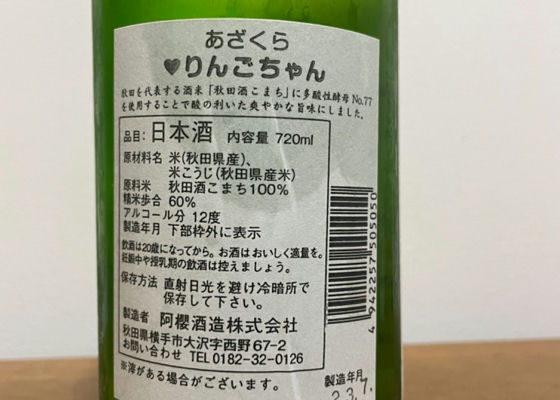 あざくら
♥りんごちゃん
秋田を代表する酒米「秋田酒こまち」に多酸性酵母No.77
を使用することで酸の利いた爽やかな旨味にしました。
品目:日本酒 内容量 720ml
原材料名 米(秋田県産)、
米こうじ(秋田県産米)
原料米 秋田酒こまち100%
精米歩合 60%
アルコール分 12度
製造年月 下部枠外に表示
飲酒は20歳になってから。お酒はおいしく適量を。
妊娠中や授乳期の飲酒は控えましょう。
保存方法 直射日光を避け冷暗所で
保存して下さい。
製造者 阿櫻酒造株式会社
秋田県横手市大沢字西野67-2
お問い合わせ TEL 0182-32-0126
※滓がある場合がございます。
4942257505050
製造年月
23.7.